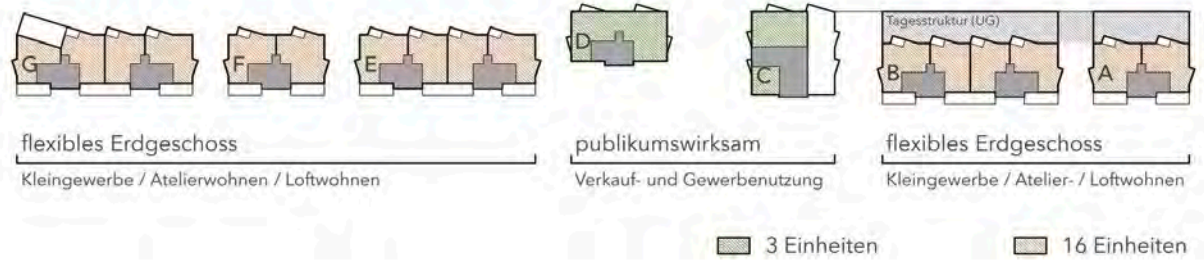 Tagesstruktur (UG)
G F E D C B A
flexibles Erdgeschoss publikumswirksam flexibles Erdgeschoss
Kleingewerbe / Atelierwohnen / Loftwohnen Verkauf- und Gewerbenutzung Kleingewerbe / Atelier- / Loftwohnen
3 Einheiten 16 Einheiten